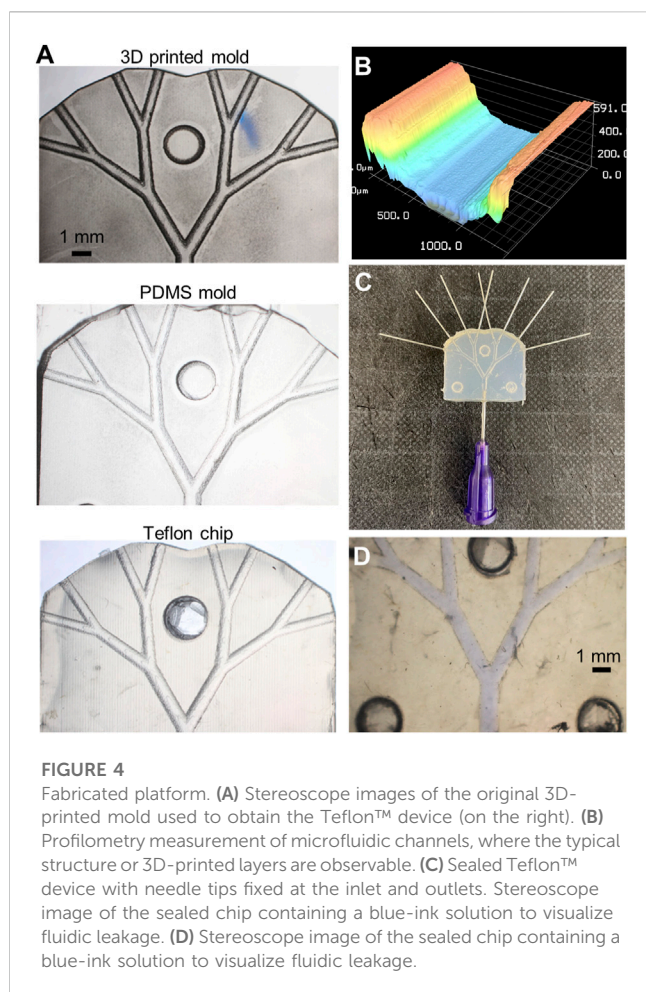 A
3D printed mold
1 mm
PDMS mold
Teflon chip
B
591.0
400.
200.0
0.0
.0µm
0µm
500.0
1000.0
C
D
1 mm
FIGURE 4
Fabricated platform. (A) Stereoscope images of the original 3D-
printed mold used to obtain the Teflon™ device (on the right). (B)
Profilometry measurement of microfluidic channels, where the typical
structure or 3D-printed layers are observable. (C) Sealed Teflon™
device with needle tips fixed at the inlet and outlets. Stereoscope
image of the sealed chip containing a blue-ink solution to visualize
fluidic leakage. (D) Stereoscope image of the sealed chip containing a
blue-ink solution to visualize fluidic leakage.